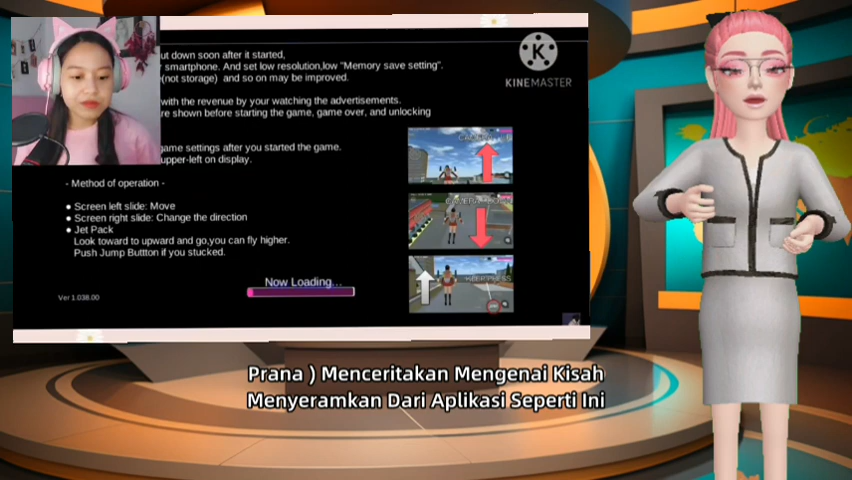 ut down soon after it started,
smartphone. And set low resolution,low "Memory save setting".
(not storage) and so on may be improved.
with the revenue by your watching the advertisements.
re shown before starting the game, game over, and unlocking
ame settings after you started the game.
upper-left on display.
- Method of operation -
● Screen left slide: Move
● Screen right slide: Change the direction
● Jet Pack
Look toward to upward and go,you can fly higher.
Push Jump Buttton if you stucked.
Now Loading...
Ver 1.038.00
K
KINEMASTER
Prana ) Menceritakan Mengenai Kisah
Menyeramkan Dari Aplikasi Seperti Ini